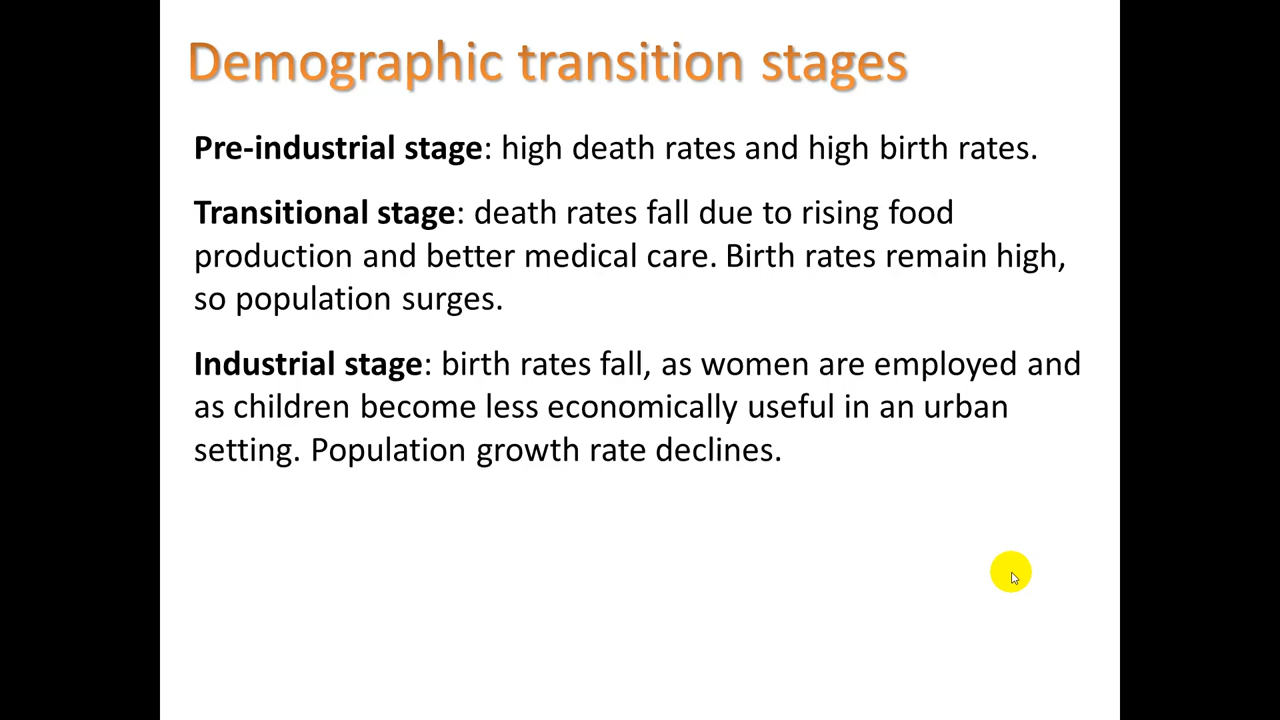 Demographic transition stages
Pre-industrial stage: high death rates and high birth rates.
Transitional stage: death rates fall due to rising food
production and better medical care. Birth rates remain high,
so population surges.
Industrial stage: birth rates fall, as women are employed and
as children become less economically useful in an urban
setting. Population growth rate declines.